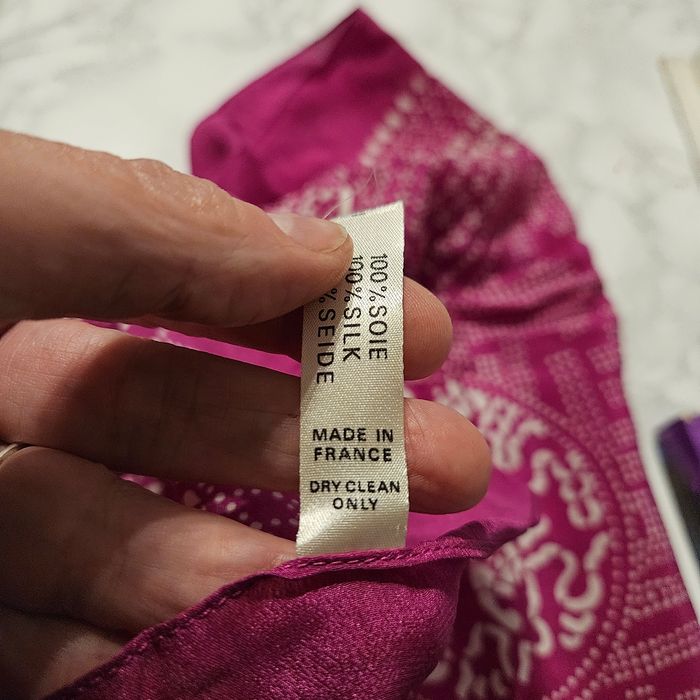 100%SOIE
100%SILK
% SEIDE
MADE IN
FRANCE
DRY CLEAN
ONLY